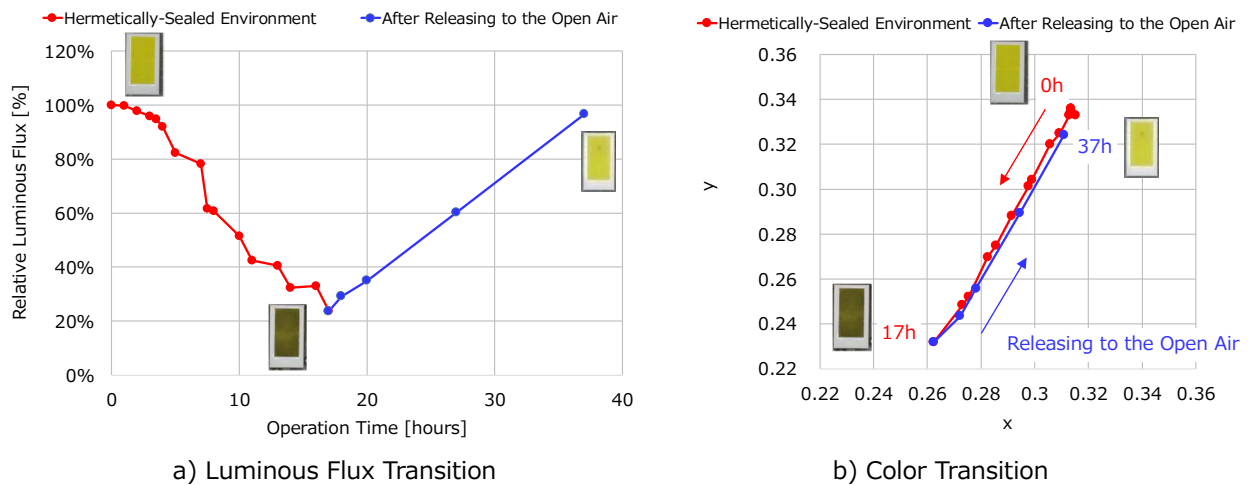 Hermetically-Sealed Environment After Releasing to the Open Air
120%
100%
80%
60%
40%
20%
0%
Relative Luminous Flux [%]
0 10 20 30 40
Operation Time [hours]
a) Luminous Flux Transition
Hermetically-Sealed Environment After Releasing to the Open Air
0.36
0.34
0.32
0.30
0.28
0.26
0.24
0.22
y
0h
37h
17h
Releasing to the Open Air
0.22 0.24 0.26 0.28 0.3 0.32 0.34 0.36
x
b) Color Transition